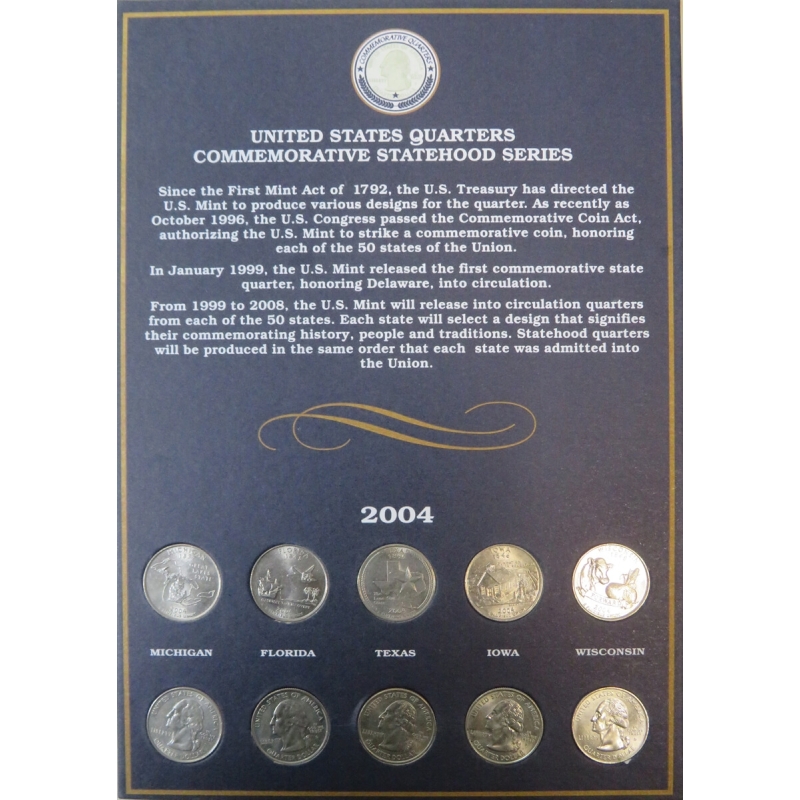 COMMEMORATIVE QUARTERS
UNITED STATES QUARTERS
COMMEMORATIVE STATEHOOD SERIES
Since the First Mint Act of 1792, the U.S. Treasury has directed the
U.S. Mint to produce various designs for the quarter. As recently as
October 1996, the U.S. Congress passed the Commemorative Coin Act,
authorizing the U.S. Mint to strike a commemorative coin, honoring
each of the 50 states of the Union.
In January 1999, the U.S. Mint released the first commemorative state
quarter, honoring Delaware, into circulation.
From 1999 to 2008, the U.S. Mint will release into circulation quarters
from each of the 50 states. Each state will select a design that signifies
their commemorating history, people and traditions. Statehood quarters
will be produced in the same order that each state was admitted into
the Union.
2004
MICHIGAN FLORIDA TEXAS IOWA WISCONSIN